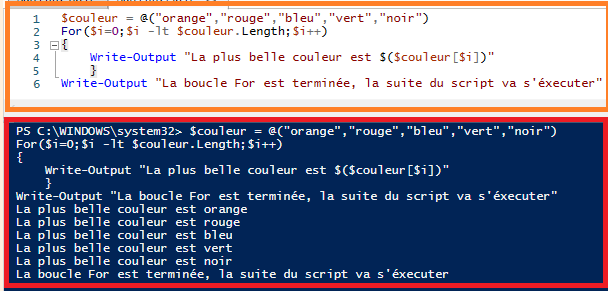 1 $couleur = @("orange","rouge","bleu","vert","noir")
2 For($i=0;$i -lt $couleur.Length;$i++)
3 {
4 Write-Output "La plus belle couleur est $($couleur[$i])"
5 }
6 Write-Output "La boucle For est terminée, la suite du script va s'éxecuter"
PS C:\WINDOWS\system32> $couleur = @("orange","rouge","bleu","vert","noir")
For($i=0;$i -lt $couleur.Length;$i++)
{
Write-Output "La plus belle couleur est $($couleur[$i])"
}
Write-Output "La boucle For est terminée, la suite du script va s'éxecuter"
La plus belle couleur est orange
La plus belle couleur est rouge
La plus belle couleur est bleu
La plus belle couleur est vert
La plus belle couleur est noir
La boucle For est terminée, la suite du script va s'éxecuter